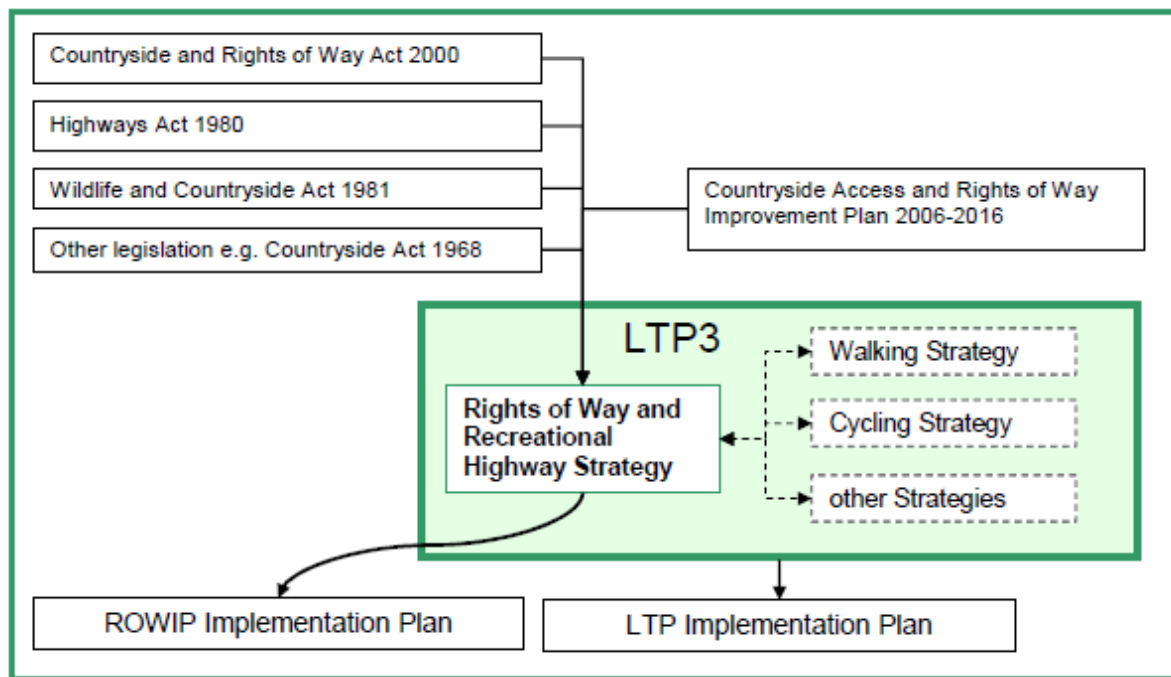 Countryside and Rights of Way Act 2000
Highways Act 1980
Wildlife and Countryside Act 1981
Other legislation e.g. Countryside Act 1968
Countryside Access and Rights of Way
Improvement Plan 2006-2016
LTP3
Rights of Way and
Recreational
Highway Strategy
Walking Strategy
Cycling Strategy
other Strategies
ROWIP Implementation Plan
LTP Implementation Plan